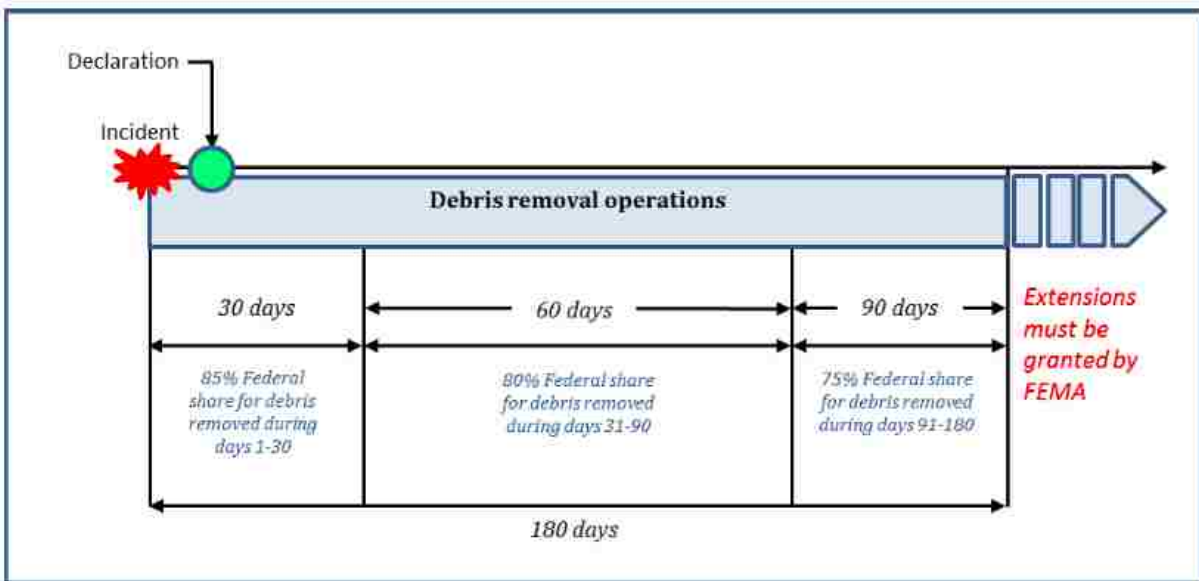 Declaration
Incident
Debris removal operations
30 days
60 days
90 days
85% Federal
share for debris
removed during
days 1-30
80% Federal share
for debris removed
during days 31-90
75% Federal share
for debris removed
during days 91-180
Extensions
must be
granted by
FEMA
180 days